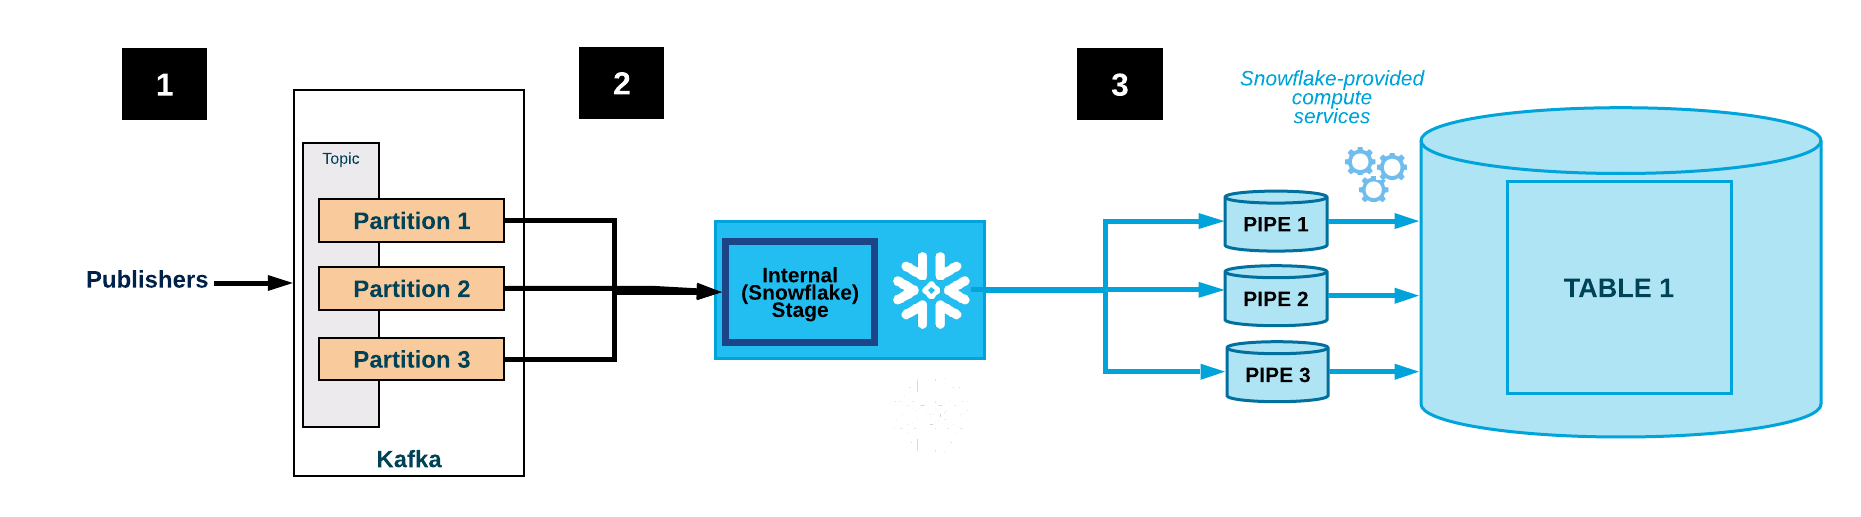 1
2
3
Snowflake-provided
compute
services
Topic
Partition 1
Partition 2
Partition 3
Publishers
Kafka
Internal
(Snowflake)
Stage
PIPE 1
PIPE 2
PIPE 3
TABLE 1